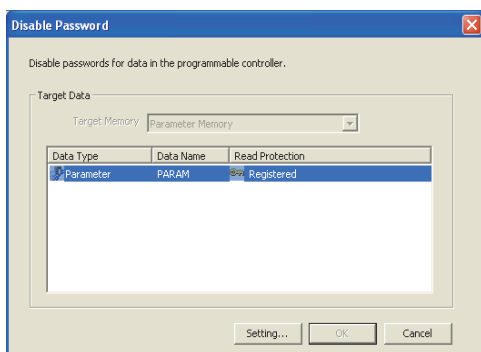 Disable Password
Disable passwords for data in the programmable controller.
Target Data
Target Memory Parameter Memory
Data Type Data Name Read Protection
Parameter PARAM Registered
Setting... OK Cancel